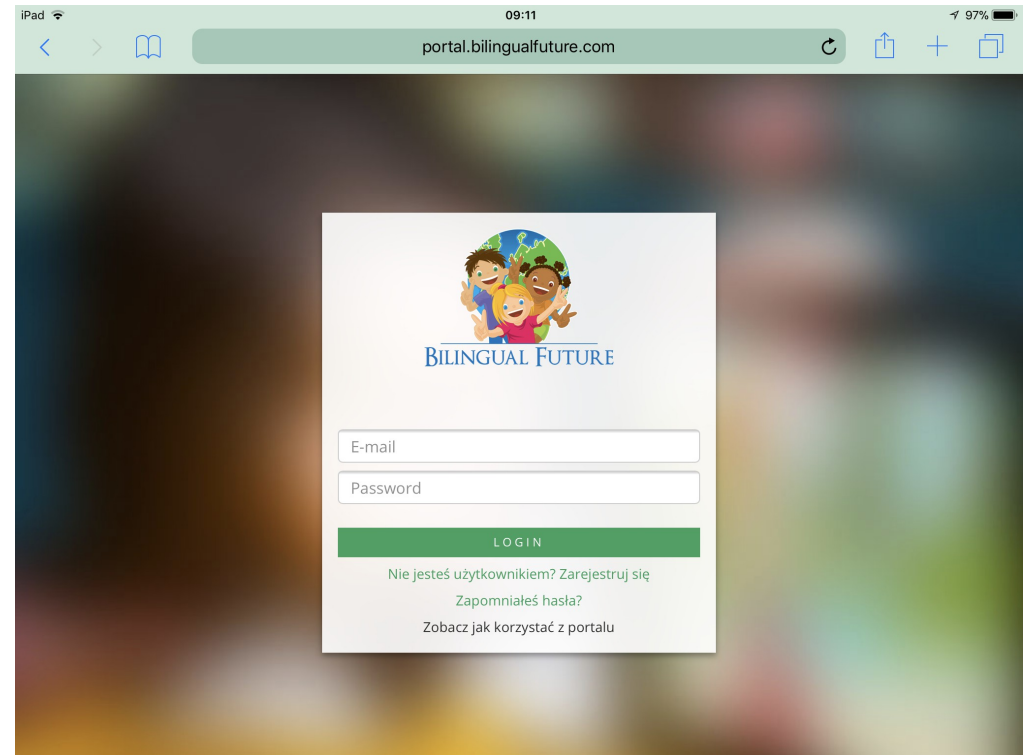 iPad 09:11 97%
portal.bilingualfuture.com
BILINGUAL FUTURE
E-mail
Password
LOGIN
Nie jesteś użytkownikiem? Zarejestruj się
Zapomniałeś hasła?
Zobacz jak korzystać z portalu